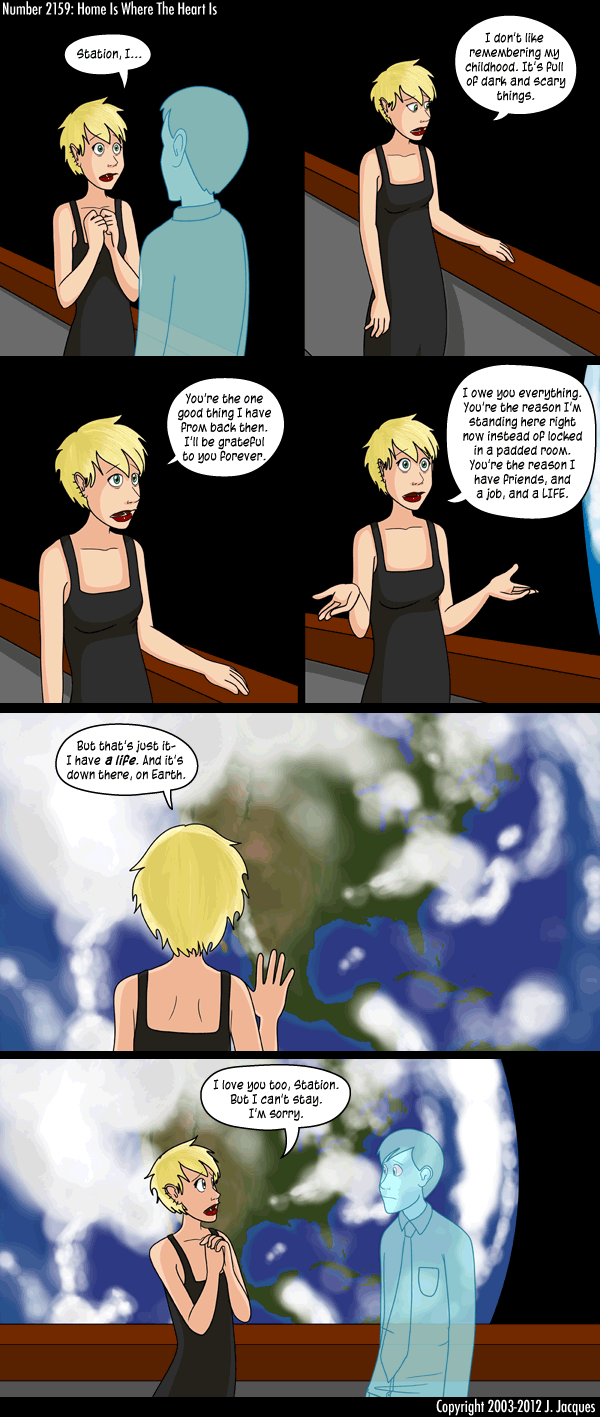 Number 2159: Home Is Where The Heart Is
Station, I...
I don't like
remembering my
childhood. It's full
of dark and scary
things.
You're the one
good thing I have
from back then.
I'll be grateful
to you forever.
I owe you everything.
You're the reason I'm
standing here right
now instead of locked
in a padded room.
You're the reason I
have friends, and
a job, and a LIFE.
But that's just it-
I have a life. And it's
down there, on Earth.
I love you too, Station.
But I can't stay.
I'm sorry.
Copyright 2003-2012 J. Jacques